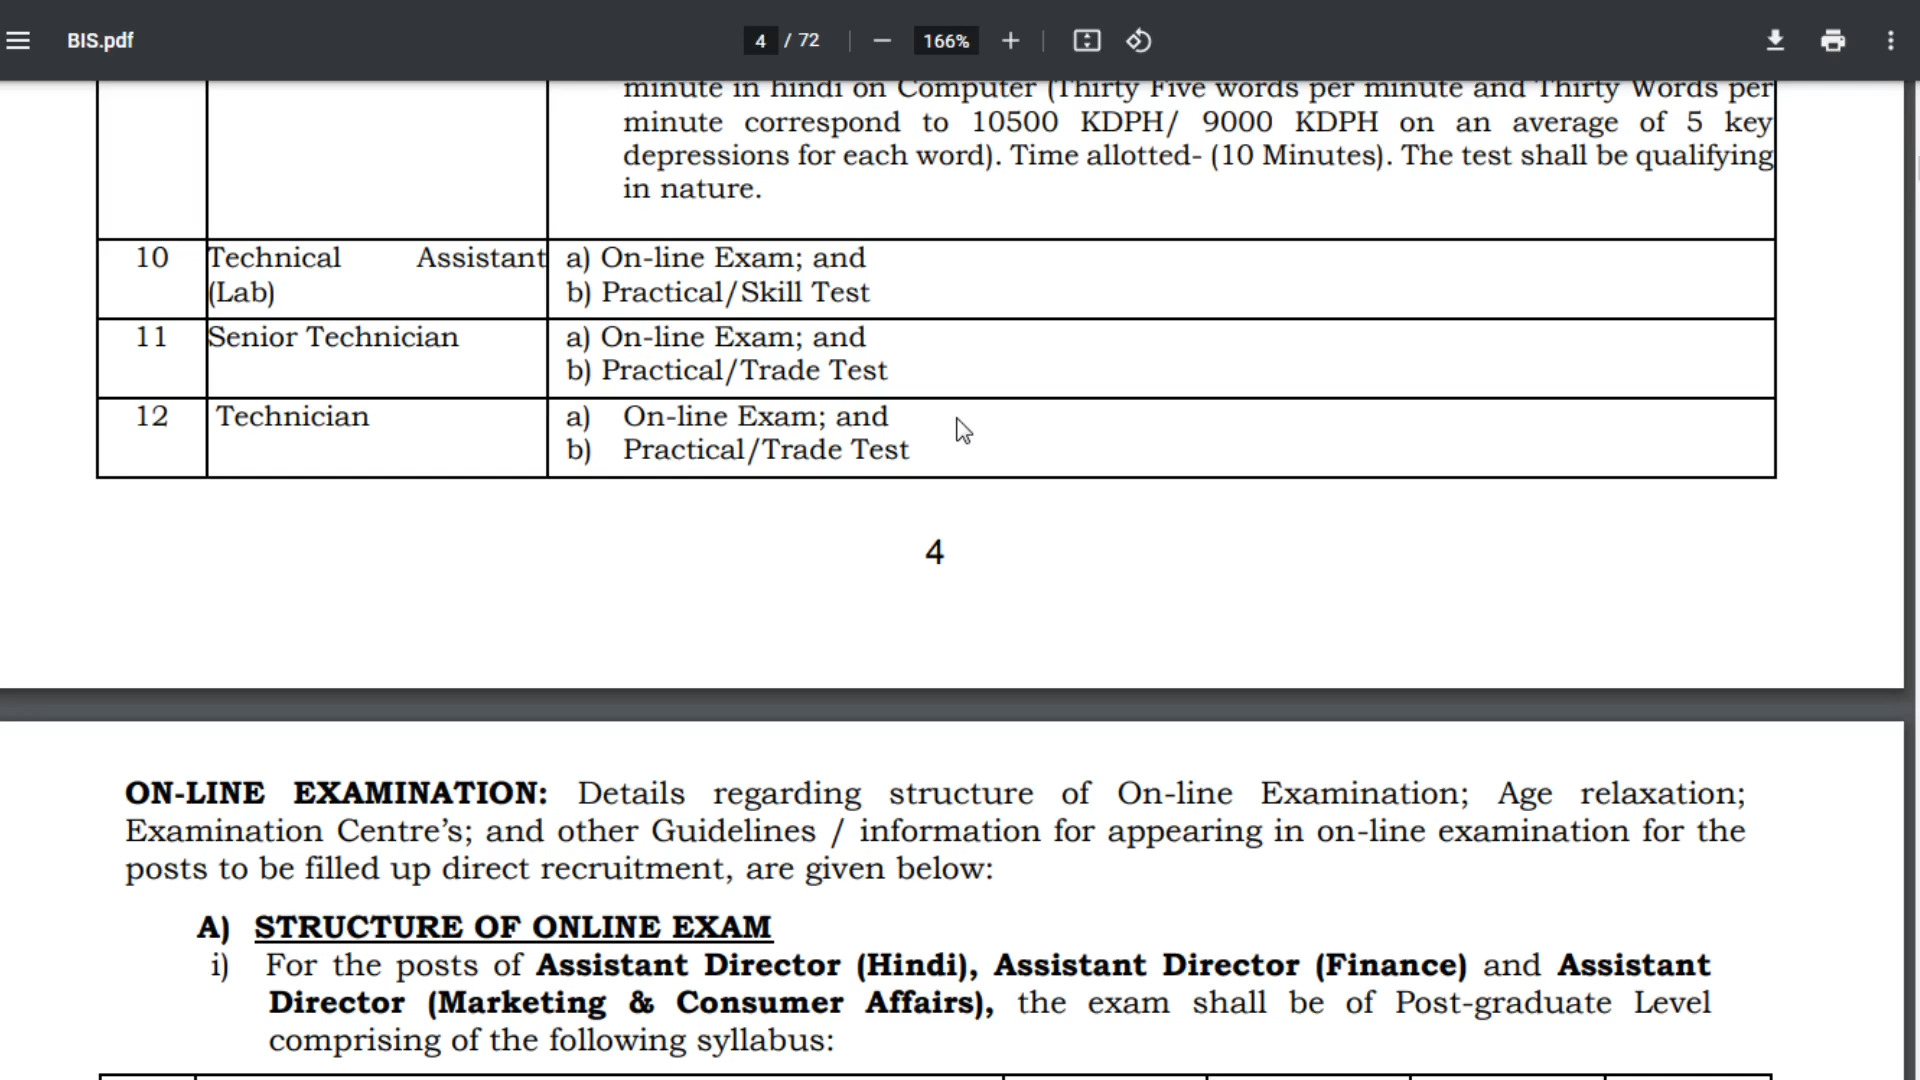 BIS.pdf
4 / 72
166%
minute in hindi on Computer (Thirty Five words per minute and Thirty Words per
minute correspond to 10500 KDPH/ 9000 KDPH on an average of 5 key
depressions for each word). Time allotted- (10 Minutes). The test shall be qualifying
in nature.
10 Technical Assistant a) On-line Exam; and
(Lab) b) Practical/Skill Test
11 Senior Technician a) On-line Exam; and
b) Practical/Trade Test
12 Technician a) On-line Exam; and
b) Practical/Trade Test
4
ON-LINE EXAMINATION: Details regarding structure of On-line Examination; Age relaxation;
Examination Centre’s; and other Guidelines / information for appearing in on-line examination for the
posts to be filled up direct recruitment, are given below:
A) STRUCTURE OF ONLINE EXAM
i) For the posts of Assistant Director (Hindi), Assistant Director (Finance) and Assistant
Director (Marketing & Consumer Affairs), the exam shall be of Post-graduate Level
comprising of the following syllabus: